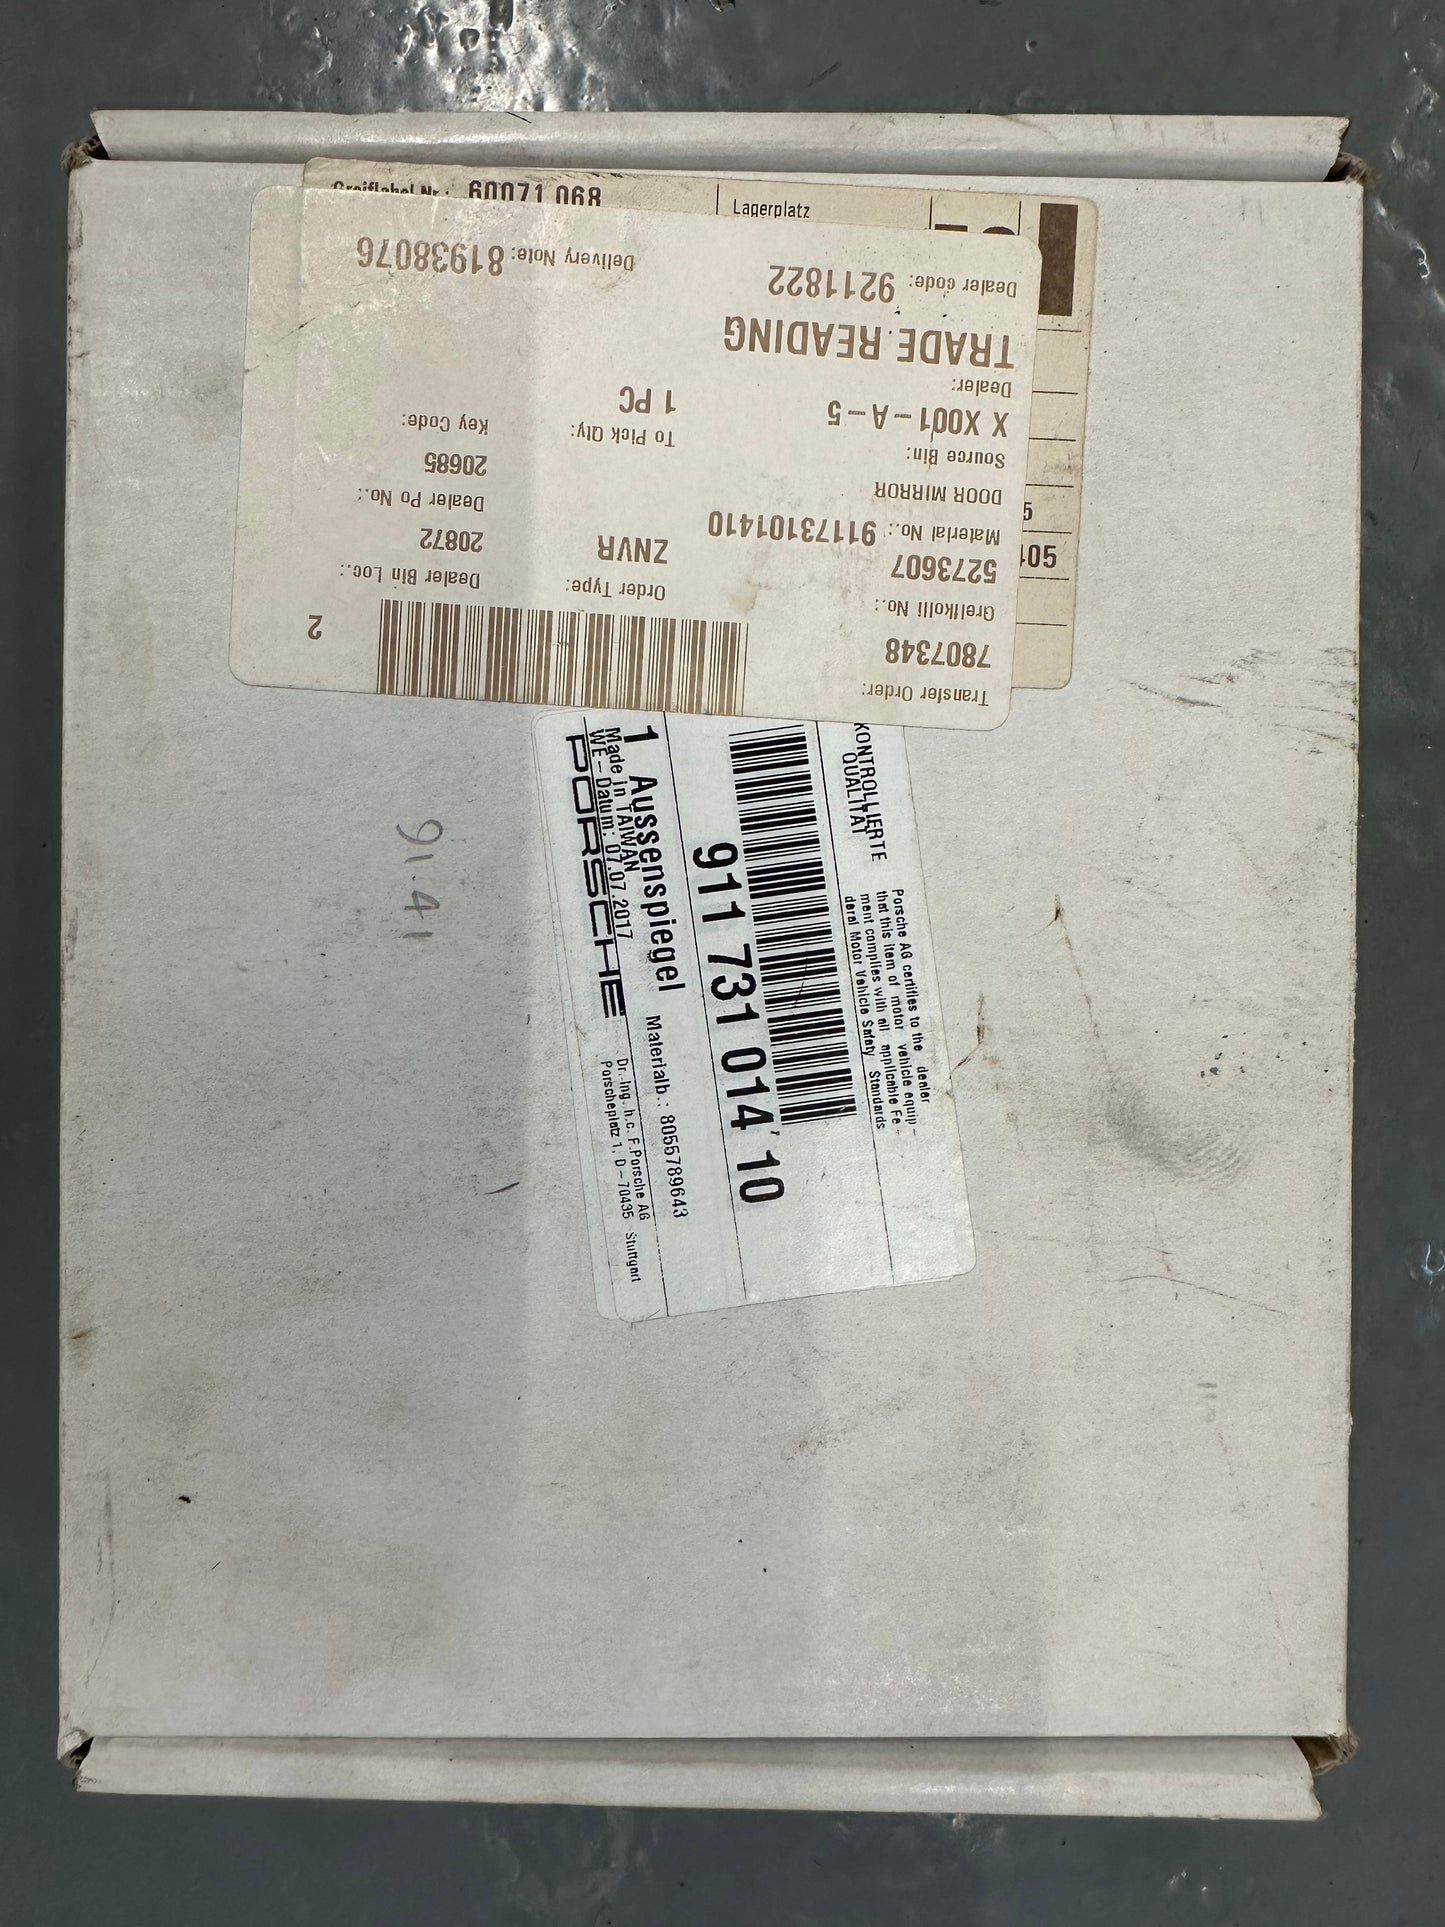 60071 068
Lagerplatz
5
501
Transfer Order:
7807348
2
Greifkolli No.:
5273607
Order Type:
ZNVR
Dealer Bin Loc.:
20872
Material No.: 91173101410
Dealer Po No.:
20685
DOOR MIRROR
Source Bin:
X X001-A-5
To Pick Qty:
1 PC
Key Code:
Dealer:
TRADE READING
Dealer code: 9211822
Delivery Note: 81938076
KONTROLLIERTE
QUALITÄT
Porsche AG certifies to the dealer
that this item of motor vehicle equip-
ment complies with all applicable Fe-
deral Motor Vehicle Safety Standards
911 731 014 10
1 Aussenspiegel Materialb.: 8055789643
Made in TAIWAN
WE-Datum: 07.07.2017
PORSCHE
Dr. Ing. h.c. F. Porsche AG
Porscheplatz 1, D-70435 Stuttgart
91.41